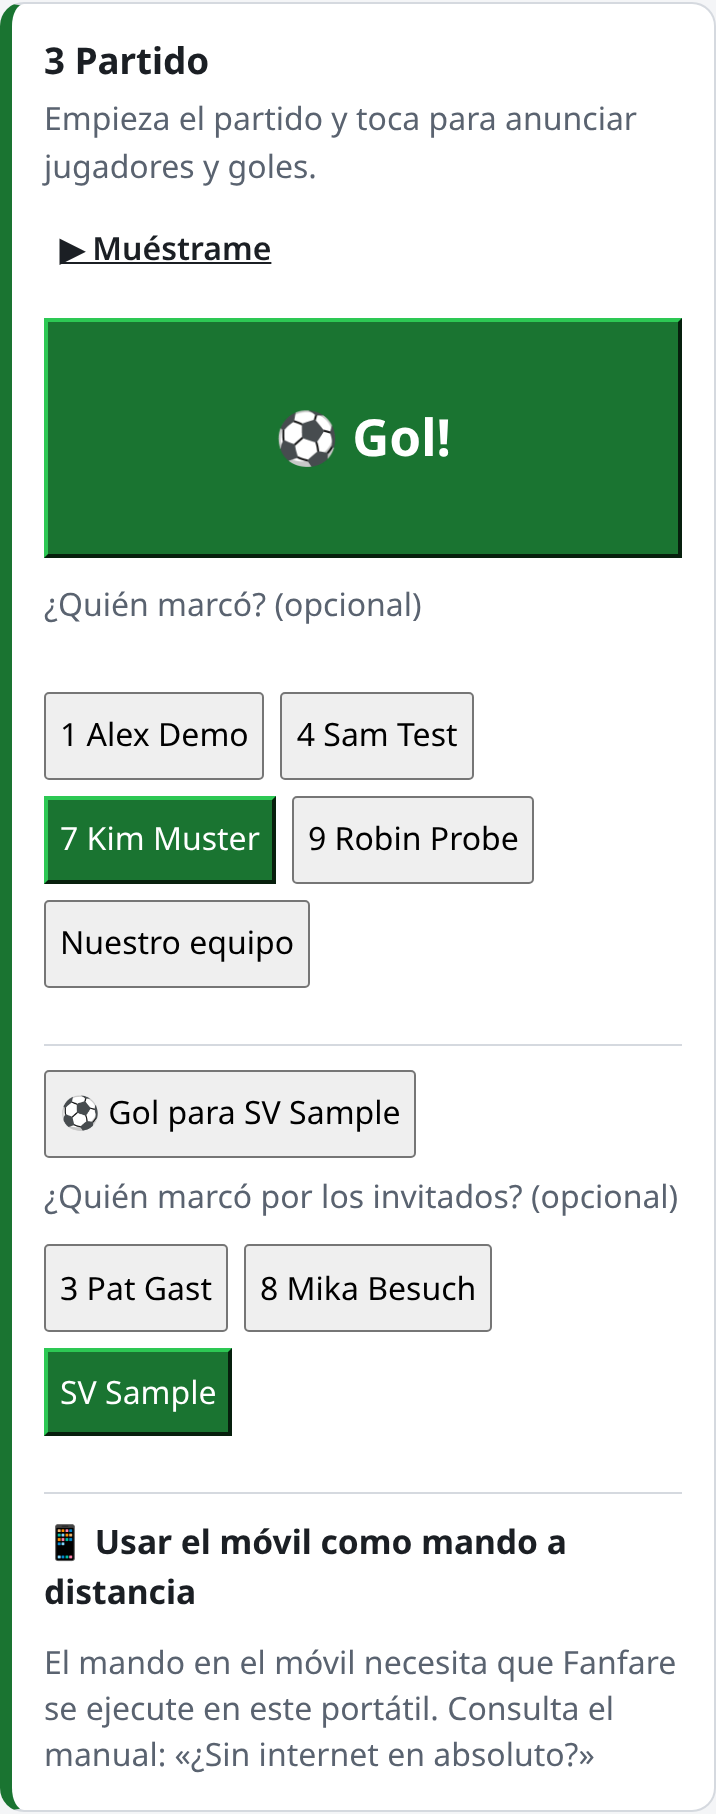 3 Partido
Empieza el partido y toca para anunciar
jugadores y goles.
▶ Muéstrame
⚽ Gol!
¿Quién marcó? (opcional)
1 Alex Demo
4 Sam Test
7 Kim Muster
9 Robin Probe
Nuestro equipo
⚽ Gol para SV Sample
¿Quién marcó por los invitados? (opcional)
3 Pat Gast
8 Mika Besuch
SV Sample
📱 Usar el móvil como mando a
distancia
El mando en el móvil necesita que Fanfare
se ejecute en este portátil. Consulta el
manual: «¿Sin internet en absoluto?»